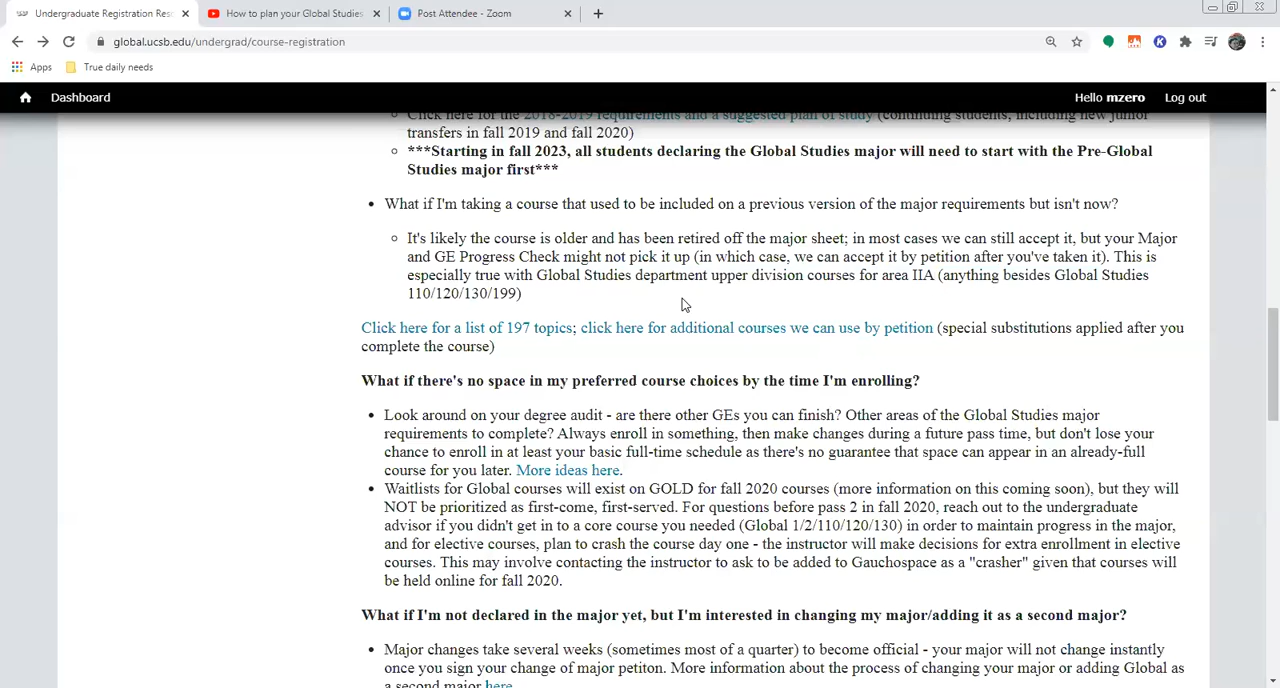 Undergraduate Registration Res
How to plan your Global Studies
Post Attendee - Zoom
global.ucsb.edu/undergrad/course-registration
Apps
True daily needs
Dashboard
Hello mzero
Log out
Click here for the 2018-2019 requirements and a suggested plan of study (continuing students, including new junior
transfers in fall 2019 and fall 2020)
***Starting in fall 2023, all students declaring the Global Studies major will need to start with the Pre-Global
Studies major first***
What if I'm taking a course that used to be included on a previous version of the major requirements but isn't now?
It's likely the course is older and has been retired off the major sheet; in most cases we can still accept it, but your Major
and GE Progress Check might not pick it up (in which case, we can accept it by petition after you've taken it). This is
especially true with Global Studies department upper division courses for area IIA (anything besides Global Studies
110/120/130/199)
Click here for a list of 197 topics; click here for additional courses we can use by petition (special substitutions applied after you
complete the course)
What if there's no space in my preferred course choices by the time I'm enrolling?
Look around on your degree audit - are there other GEs you can finish? Other areas of the Global Studies major
requirements to complete? Always enroll in something, then make changes during a future pass time, but don't lose your
chance to enroll in at least your basic full-time schedule as there's no guarantee that space can appear in an already-full
course for you later. More ideas here.
Waitlists for Global courses will exist on GOLD for fall 2020 courses (more information on this coming soon), but they will
NOT be prioritized as first-come, first-served. For questions before pass 2 in fall 2020, reach out to the undergraduate
advisor if you didn't get in to a core course you needed (Global 1/2/110/120/130) in order to maintain progress in the major,
and for elective courses, plan to crash the course day one - the instructor will make decisions for extra enrollment in elective
courses. This may involve contacting the instructor to ask to be added to Gauchospace as a "crasher" given that courses will
be held online for fall 2020.
What if I'm not declared in the major yet, but I'm interested in changing my major/adding it as a second major?
Major changes take several weeks (sometimes most of a quarter) to become official - your major will not change instantly
once you sign your change of major petiton. More information about the process of changing your major or adding Global as
a second major here.